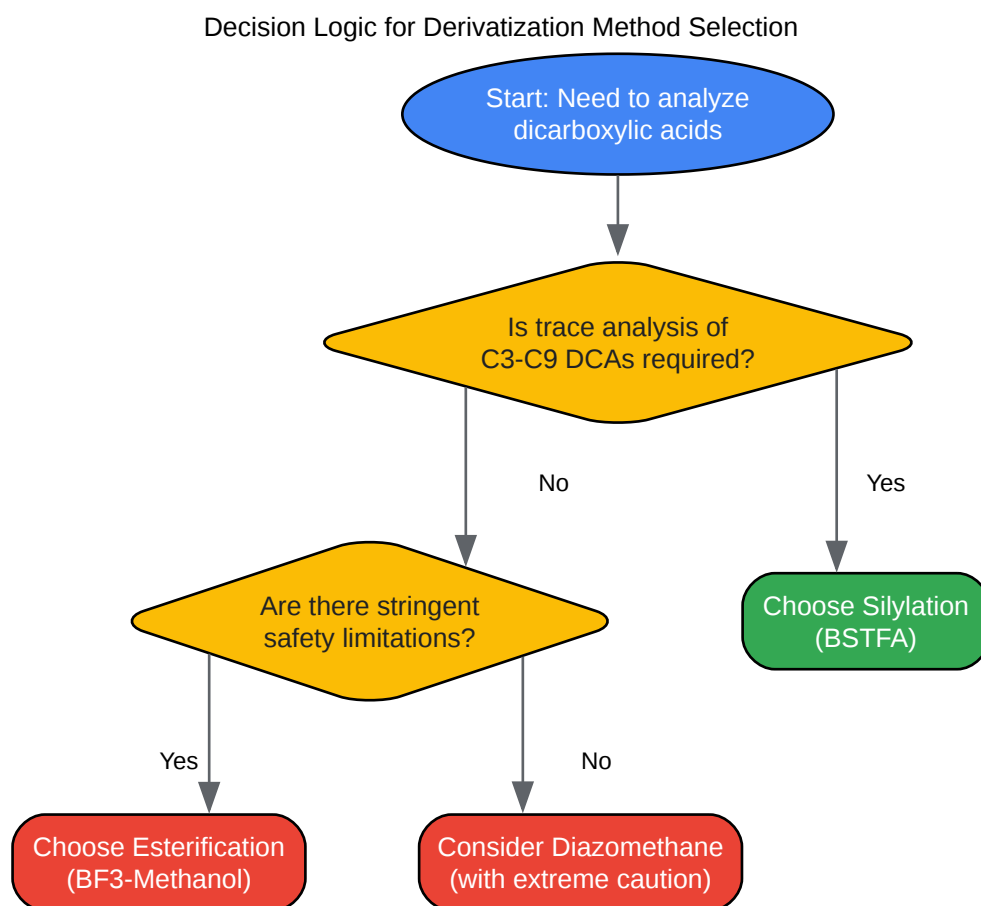 Decision Logic for Derivatization Method Selection
Start: Need to analyze
dicarboxylic acids
Is trace analysis of
C3-C9 DCAs required?
No
Yes
Are there stringent
safety limitations?
Choose Silylation
(BSTFA)
Yes
No
Choose Esterification
(BF3-Methanol)
Consider Diazomethane
(with extreme caution)